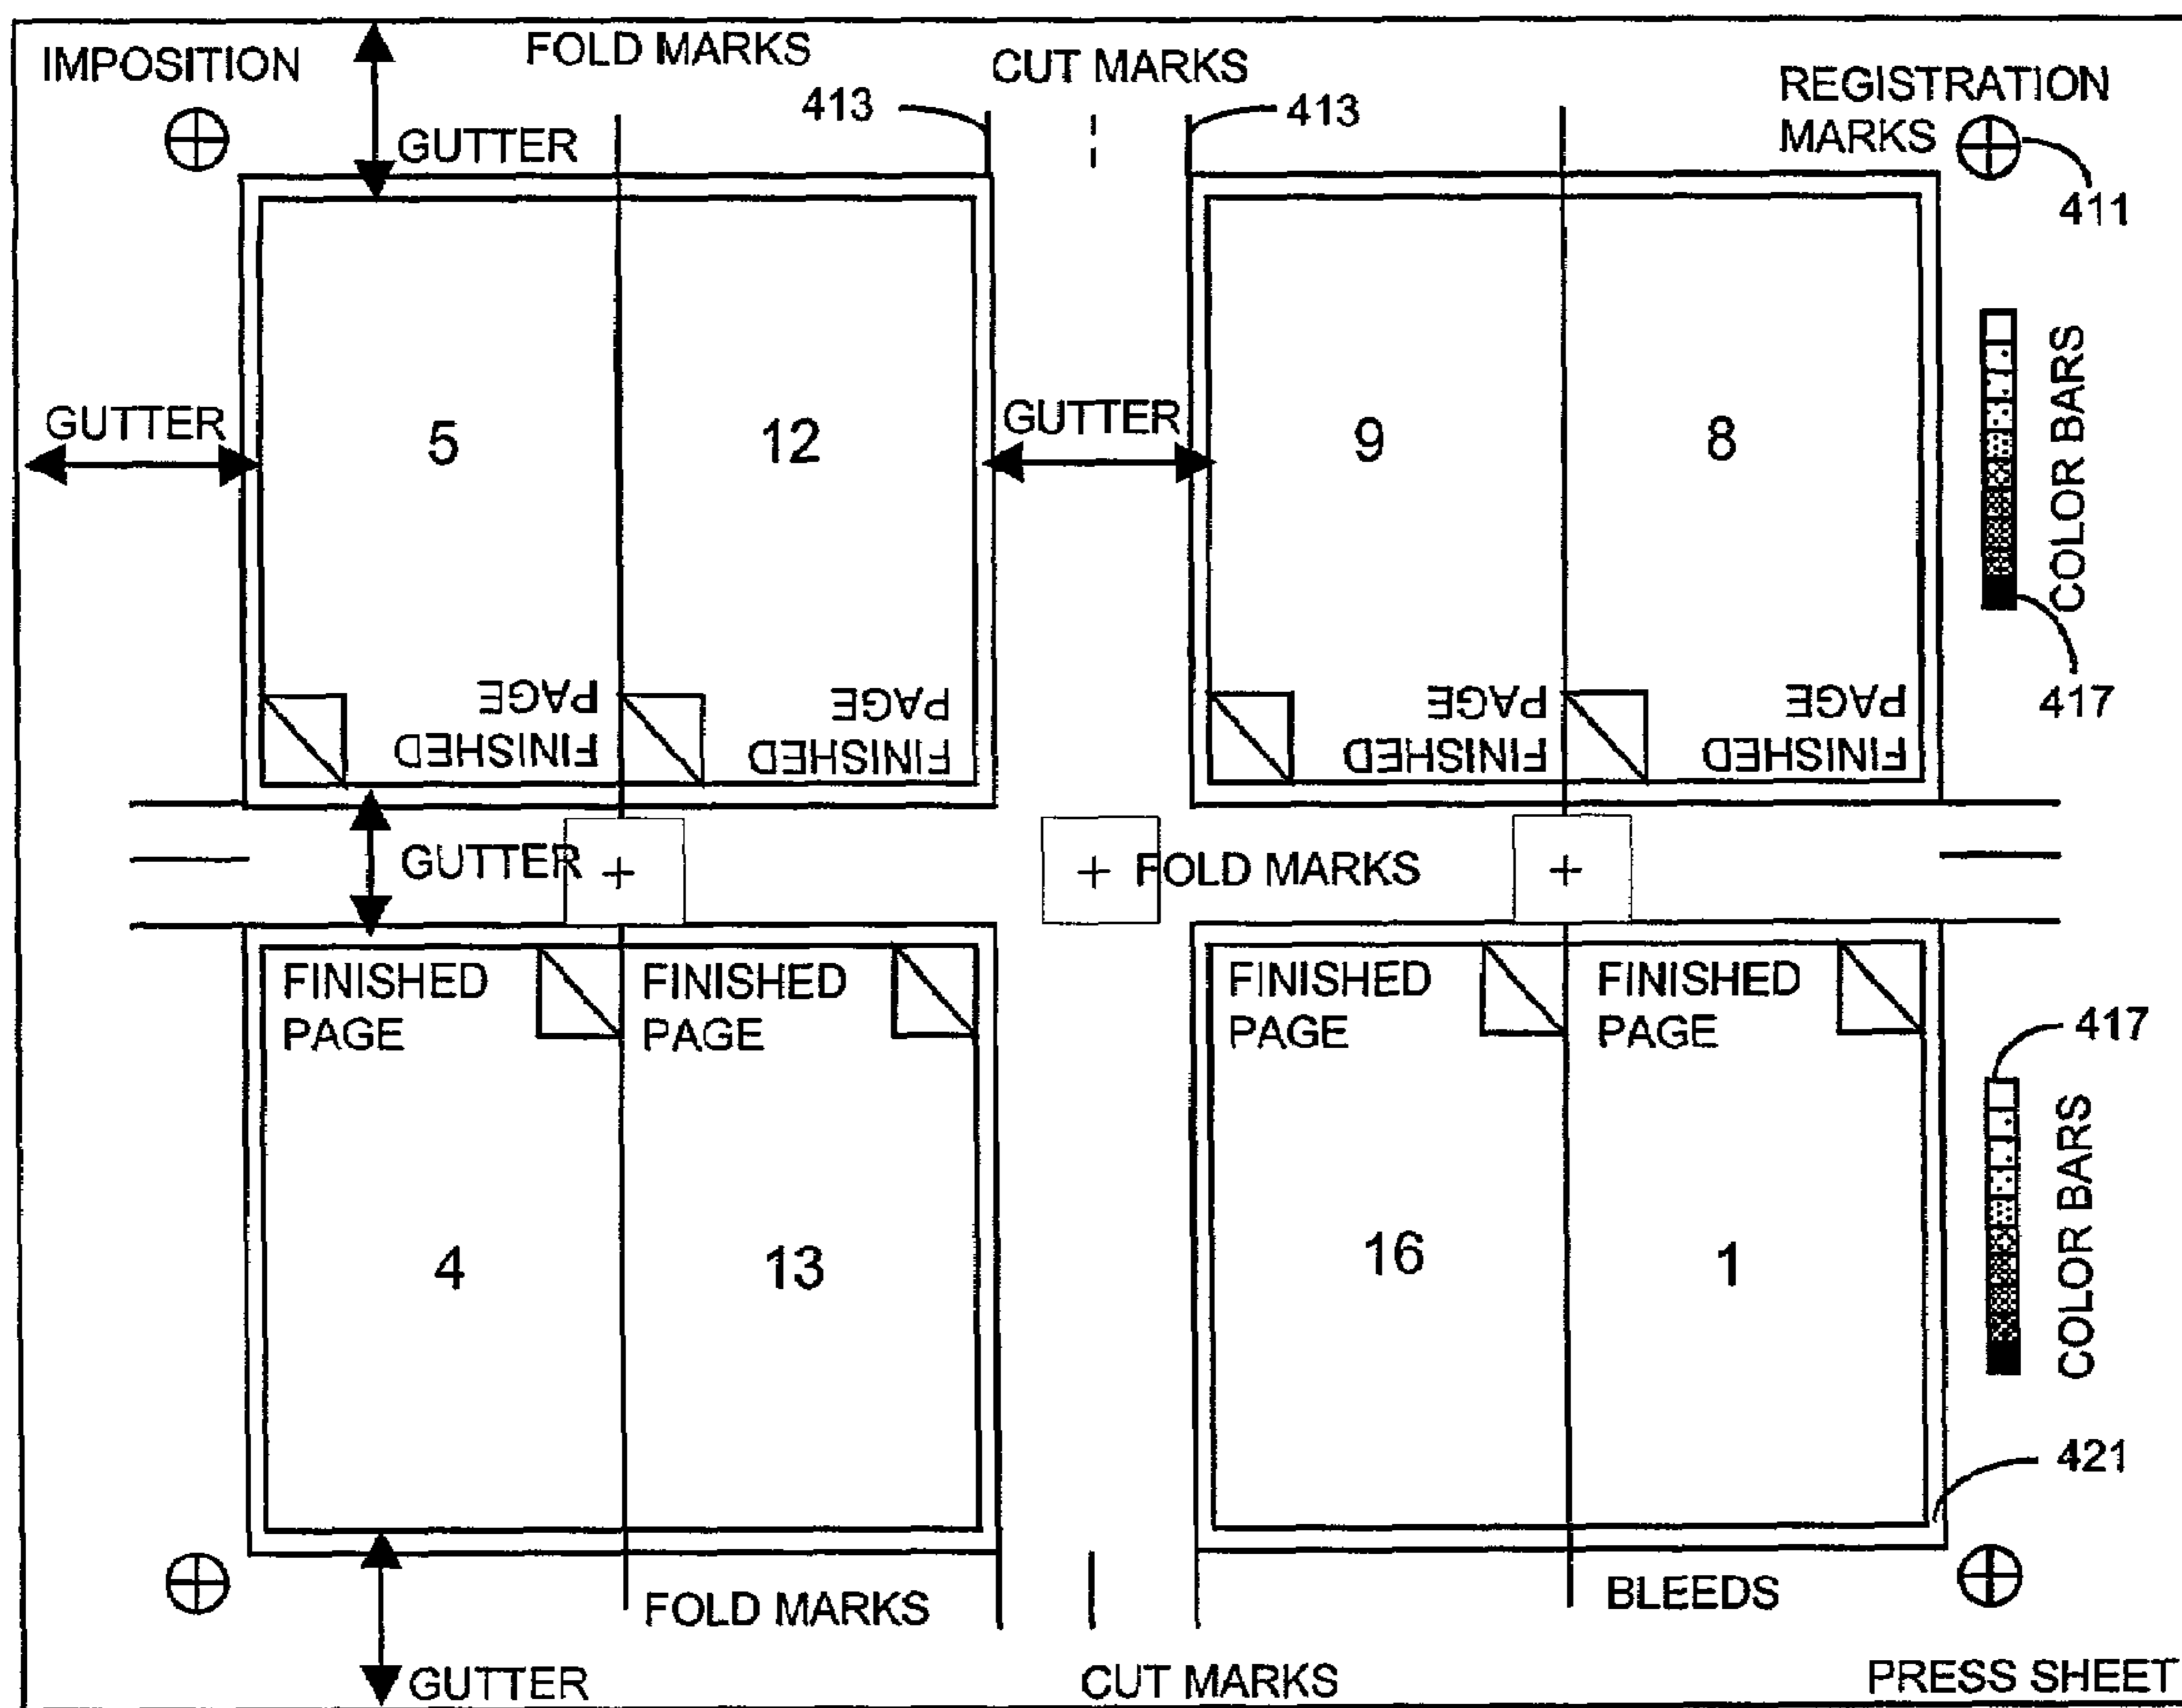 IMPOSITION
FOLD MARKS
CUT MARKS
REGISTRATION
MARKS
413
413
411
GUTTER
GUTTER
GUTTER
5
12
9
8
COLOR BARS
417
FINISHED
PAGE
FINISHED
PAGE
FINISHED
PAGE
FINISHED
PAGE
GUTTER
FOLD MARKS
FINISHED
PAGE
FINISHED
PAGE
FINISHED
PAGE
FINISHED
PAGE
417
COLOR BARS
4
13
16
1
421
FOLD MARKS
BLEEDS
GUTTER
CUT MARKS
PRESS SHEET